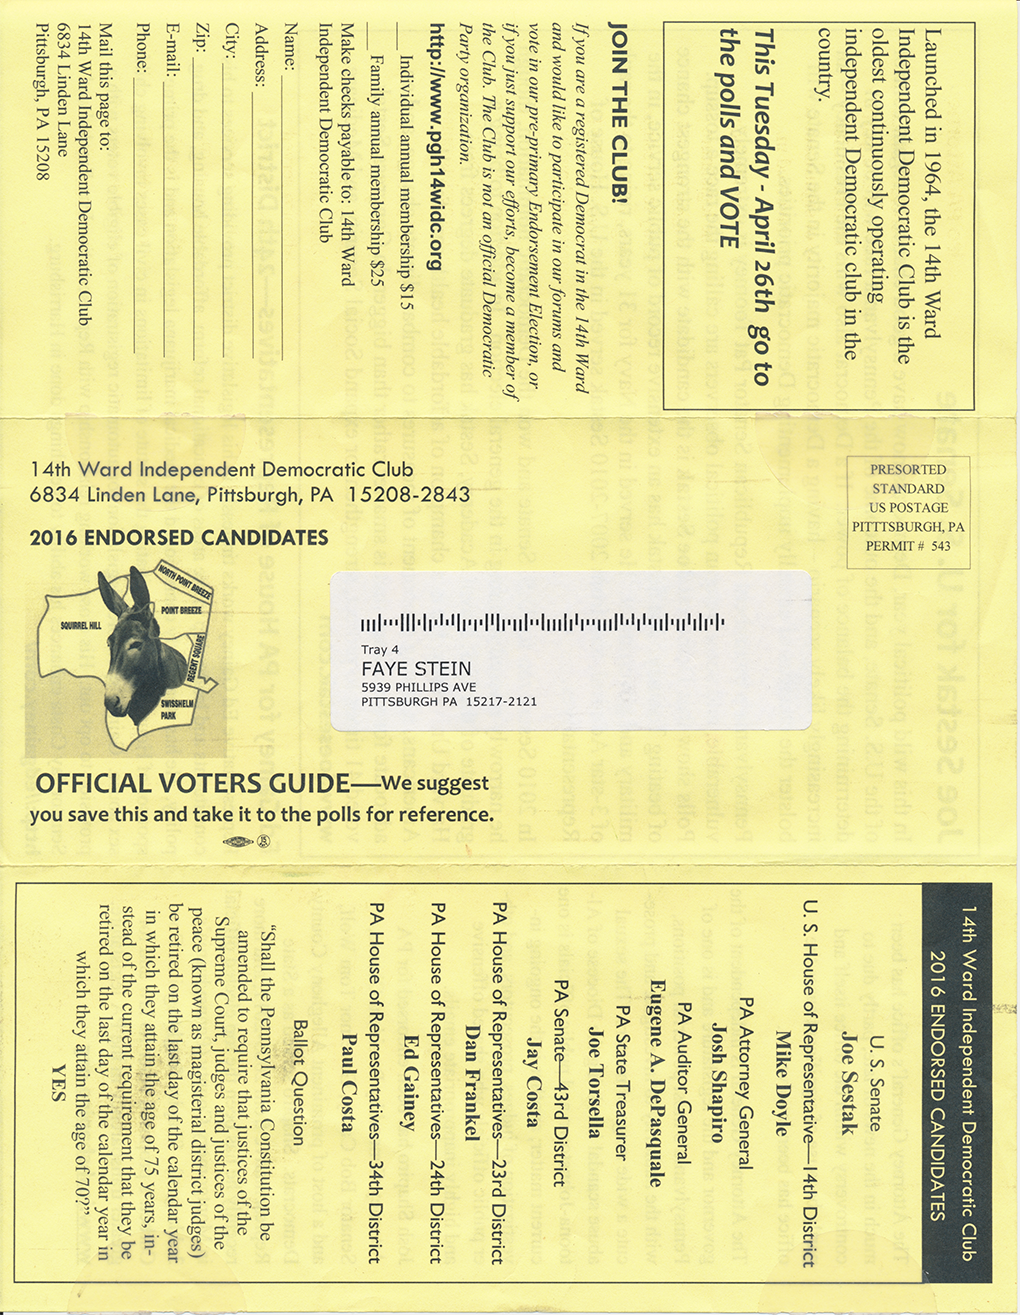 Launched in 1964, the 14th Ward
Independent Democratic Club is the
oldest continuously operating
independent Democratic club in the
country.
This Tuesday - April 26th go to
the polls and VOTE
JOIN THE CLUB!
If you are a registered Democrat in the 14th Ward
and would like to participate in our forums and
vote in our pre-primary Endorsement Election, or
if you just support our efforts, become a member of
the Club. The Club is not an official Democratic
Party organization.
http://www.pgh14widc.org
___ Individual annual membership $15
___ Family annual membership $25
Make checks payable to: 14th Ward
Independent Democratic Club
Name:
Address:
City:
Zip:
E-mail:
Phone:
Mail this page to:
14th Ward Independent Democratic Club
6834 Linden Lane
Pittsburgh, PA 15208
14th Ward Independent Democratic Club
6834 Linden Lane, Pittsburgh, PA 15208-2843
2016 ENDORSED CANDIDATES
PRESORTED
STANDARD
US POSTAGE
PITTTSBURGH, PA
PERMIT # 543
NORTH POINT BREEZE
POINT BREEZE
SQUIRREL HILL
REGENT SQUARE
SWISSHELM
PARK
Tray 4
FAYE STEIN
5939 PHILLIPS AVE
PITTSBURGH PA 15217-2121
OFFICIAL VOTERS GUIDE—We suggest
you save this and take it to the polls for reference.
14th Ward Independent Democratic Club
2016 ENDORSED CANDIDATES
U. S. Senate
Joe Sestak
U. S. House of Representative—14th District
Mike Doyle
PA Attorney General
Josh Shapiro
PA Auditor General
Eugene A. DePasquale
PA State Treasurer
Joe Torsella
PA Senate—43rd District
Jay Costa
PA House of Representatives—23rd District
Dan Frankel
PA House of Representatives—24th District
Ed Gainey
PA House of Representatives—34th District
Paul Costa
Ballot Question
“Shall the Pennsylvania Constitution be
amended to require that justices of the
Supreme Court, judges and justices of the
peace (known as magisterial district judges)
be retired on the last day of the calendar year
in which they attain the age of 75 years, in-
stead of the current requirement that they be
retired on the last day of the calendar year in
which they attain the age of 70?”
YES